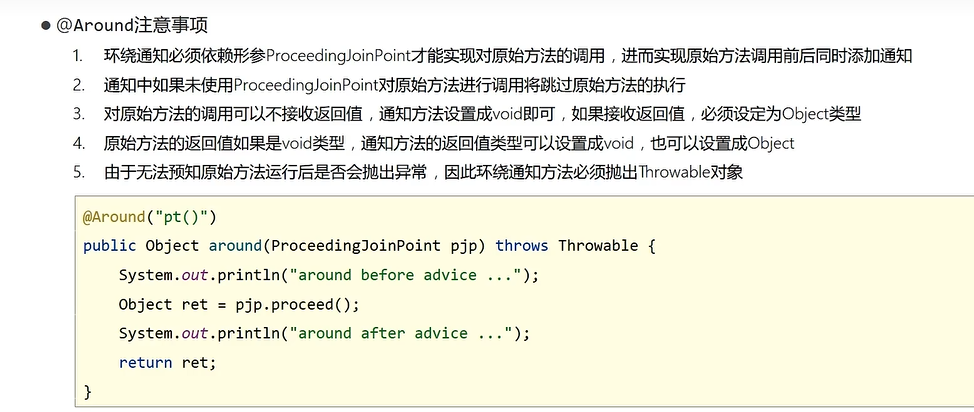 ● @Around注意事项
1. 环绕通知必须依赖形参ProceedingJoinPoint才能实现对原始方法的调用，进而实现原始方法调用前后同时添加通知
2. 通知中如果未使用ProceedingJoinPoint对原始方法进行调用将跳过原始方法的执行
3. 对原始方法的调用可以不接收返回值，通知方法设置成void即可，如果接收返回值，必须设定为Object类型
4. 原始方法的返回值如果是void类型，通知方法的返回值类型可以设置成void，也可以设置成Object
5. 由于无法预知原始方法运行后是否会抛出异常，因此环绕通知方法必须抛出Throwable对象
@Around("pt()")
public Object around(ProceedingJoinPoint pjp) throws Throwable {
    System.out.println("around before advice ...");
    Object ret = pjp.proceed();
    System.out.println("around after advice ...");
    return ret;
}